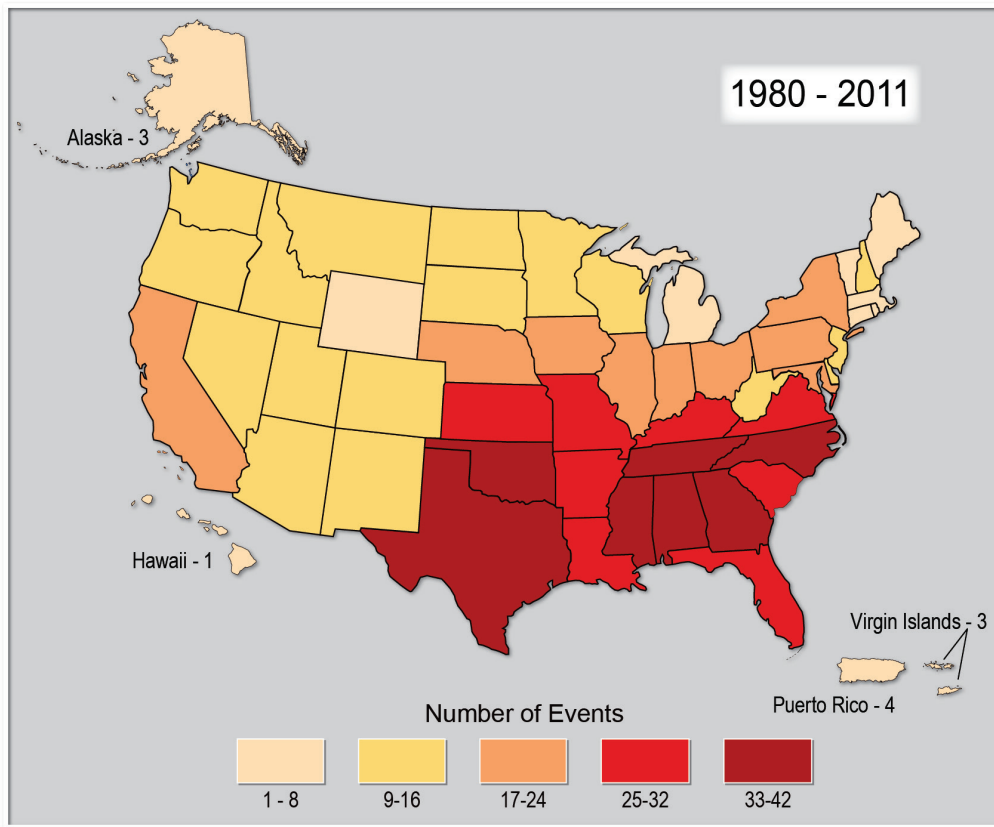 1980 - 2011
Alaska - 3
Hawaii - 1
Virgin Islands - 3
Puerto Rico - 4
Number of Events
1 - 8
9-16
17-24
25-32
33-42